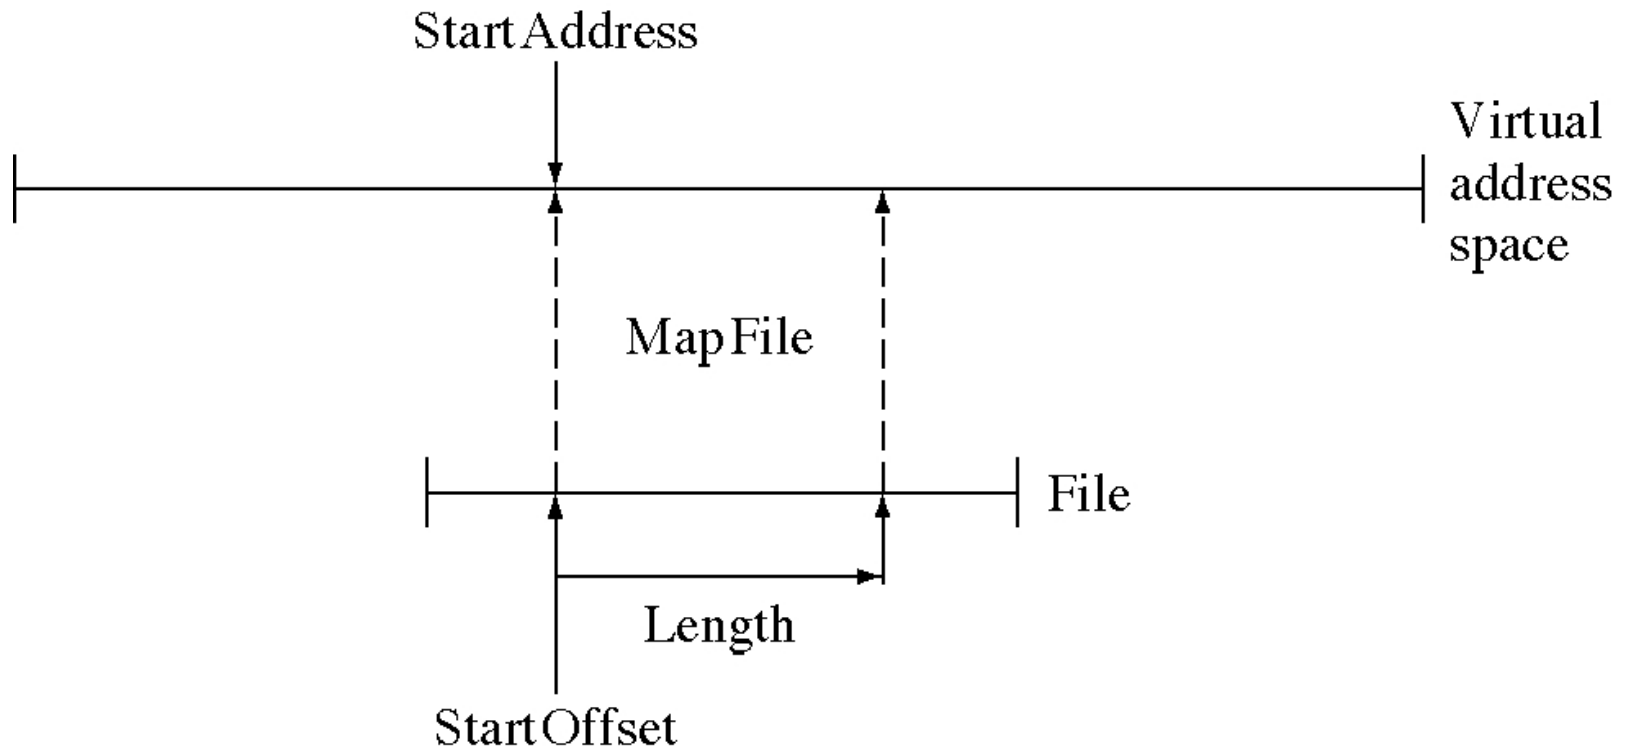 StartAddress
Virtual
address
space
MapFile
File
Length
StartOffset